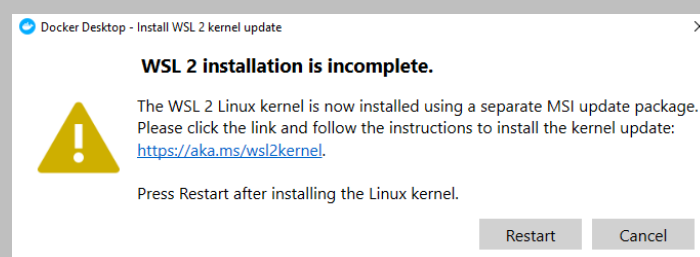 Docker Desktop - Install WSL 2 kernel update
WSL 2 installation is incomplete.
The WSL 2 Linux kernel is now installed using a separate MSI update package.
Please click the link and follow the instructions to install the kernel update:
https://aka.ms/wsl2kernel.
Press Restart after installing the Linux kernel.
Restart Cancel